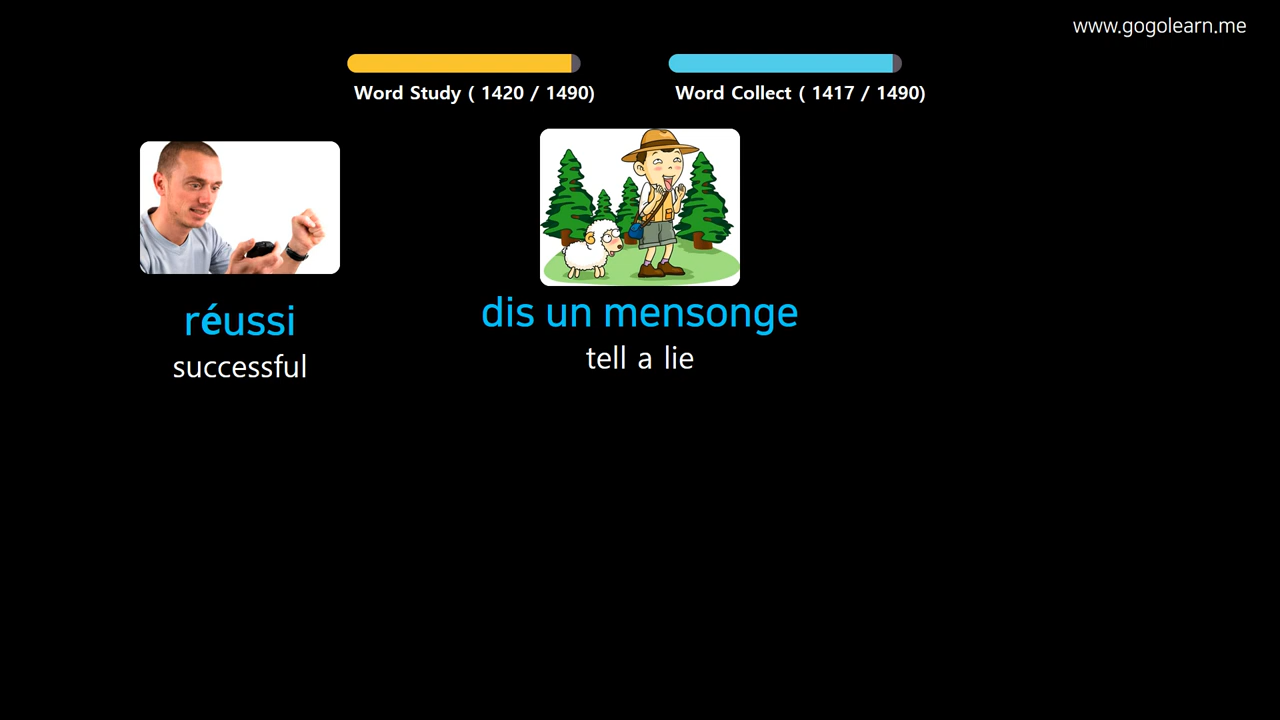 www.gogolearn.me
Word Study ( 1420 / 1490)
Word Collect ( 1417 / 1490)
réussi
successful
dis un mensonge
tell a lie